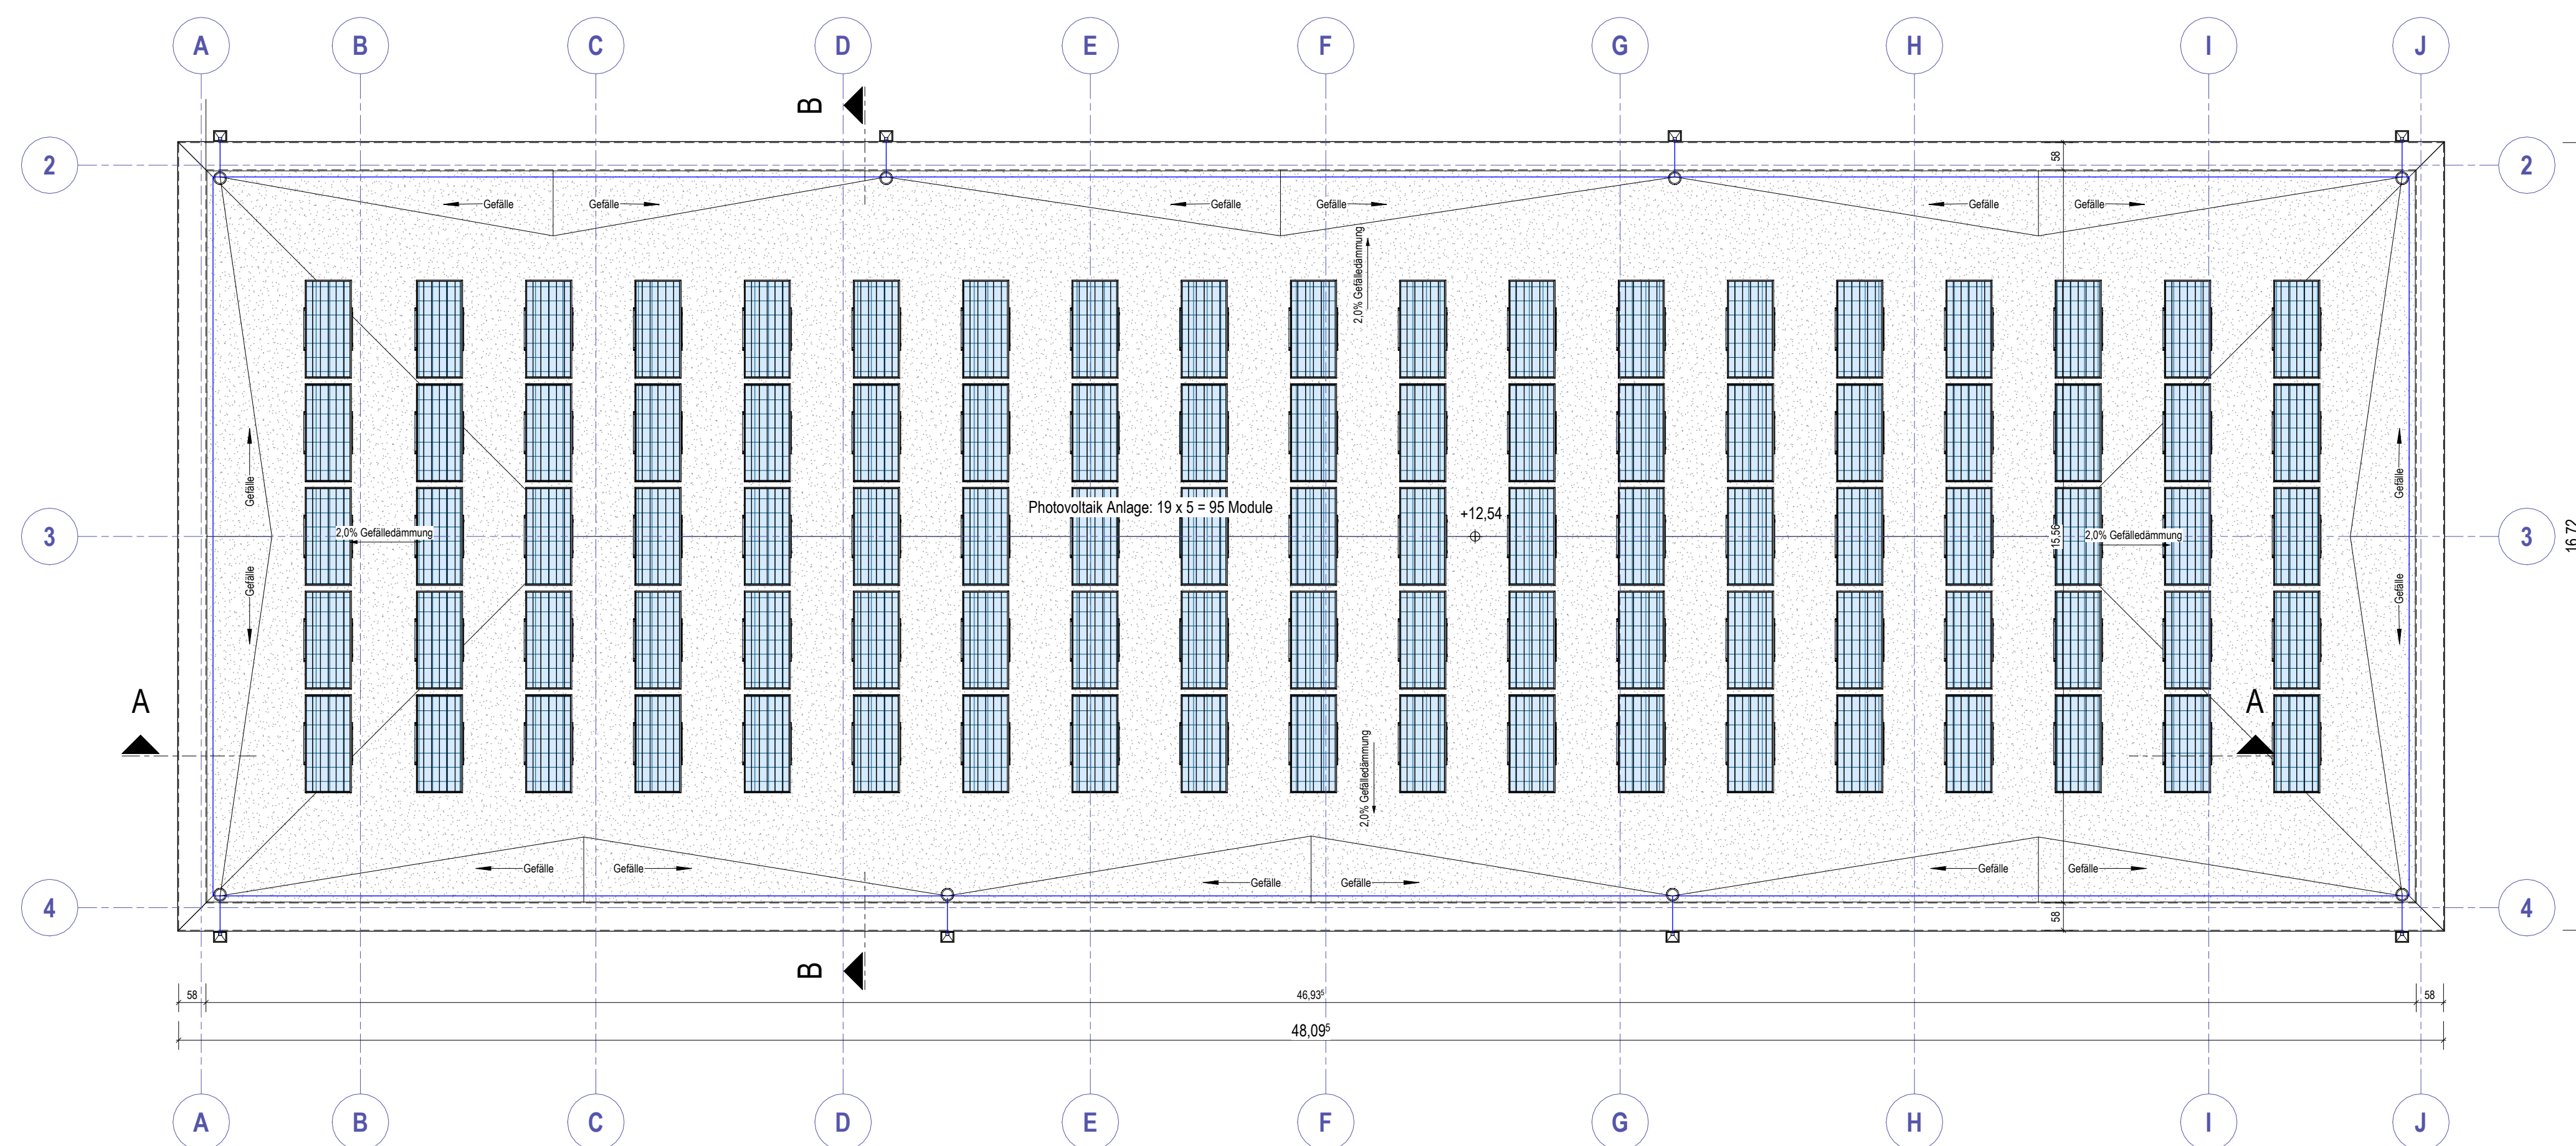 A B C D E F G H I J
B
2 2
58
Gefälle Gefälle Gefälle Gefälle Gefälle Gefälle
2,0% Gefälledämmung
Gefälle Gefälle
Photovoltaik Anlage: 19 x 5 = 95 Module
+12,54
3 2,0% Gefälledämmung 15,56 2,0% Gefälledämmung 3
16,72
Gefälle Gefälle
A A
2,0% Gefälledämmung
Gefälle Gefälle Gefälle Gefälle Gefälle Gefälle
4 4
58
B
58 46,93⁵ 58
48,09⁵
A B C D E F G H I J